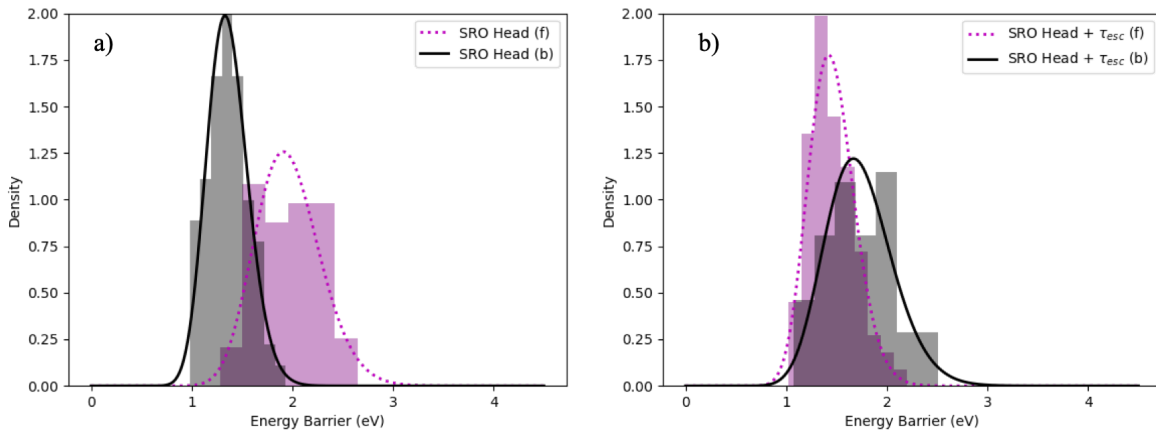 a)
SRO Head (f)
SRO Head (b)
2.00
1.75
1.50
1.25
1.00
0.75
0.50
0.25
0.00
Density
0 1 2 3 4
Energy Barrier (eV)
b)
SRO Head + τesc (f)
SRO Head + τesc (b)
2.00
1.75
1.50
1.25
1.00
0.75
0.50
0.25
0.00
Density
0 1 2 3 4
Energy Barrier (eV)